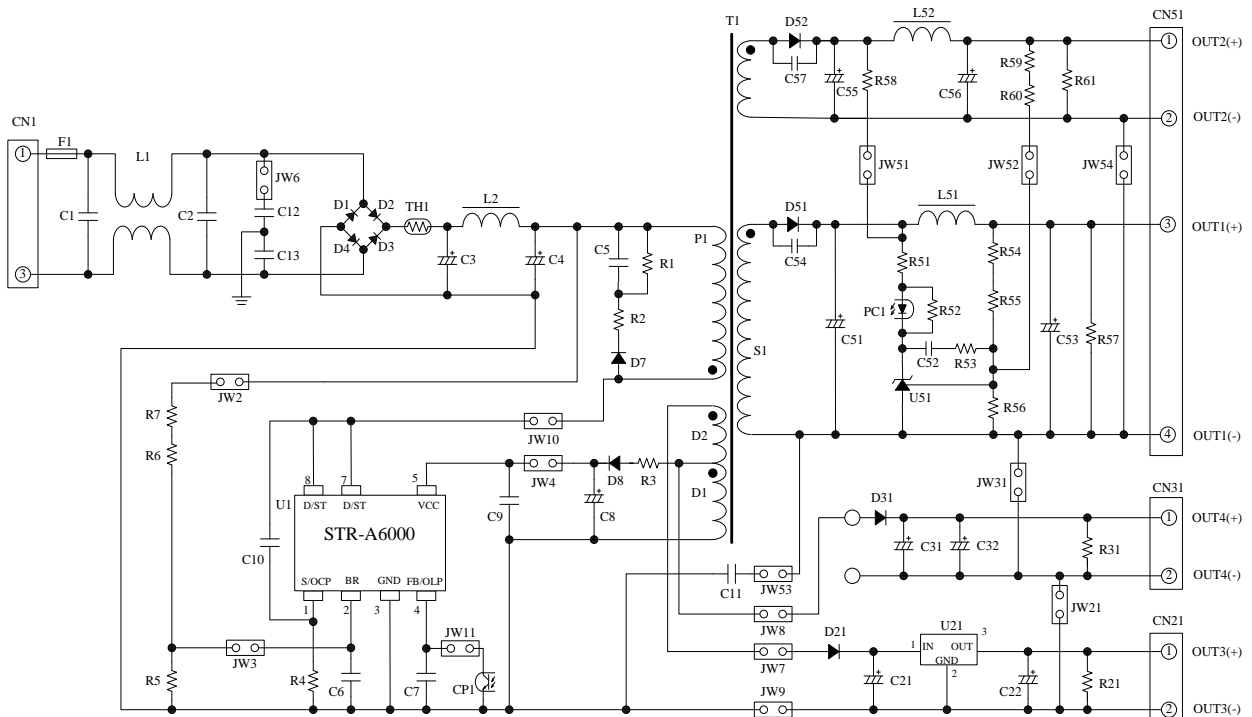 T1
D52
L52
CN51
1
OUT2(+)
C57
C55
R58
C56
R59
R60
R61
2
OUT2(-)
CN1
1
F1
L1
JW6
C1
C2
C12
C13
3
D1
D2
D4
D3
TH1
L2
C3
C4
C5
R1
R2
D7
P1
JW51
JW52
JW54
D51
L51
3
OUT1(+)
C54
R51
R54
PC1
R52
R55
C51
S1
C52
R53
C53
R57
U51
R56
4
OUT1(-)
JW2
R7
R6
JW10
D2
D1
JW4
D8
R3
C9
C8
JW31
CN31
D31
1
OUT4(+)
C31
C32
R31
2
OUT4(-)
8
7
5
U1
D/ST
D/ST
VCC
STR-A6000
C10
S/OCP
BR
GND
FB/OLP
1
2
3
4
C11
JW53
JW8
JW21
CN21
JW3
JW11
JW7
D21
U21
1
IN
OUT
3
GND
2
1
OUT3(+)
R5
R4
C6
C7
CP1
C21
C22
R21
JW9
2
OUT3(-)